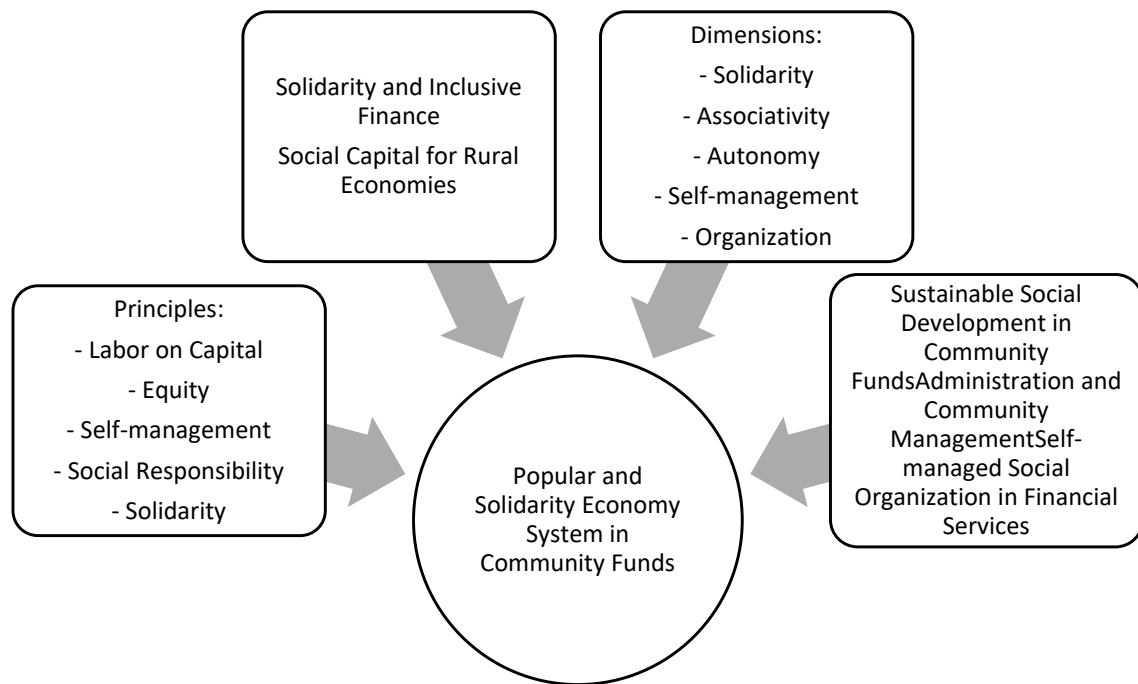 Principles:
- Labor on Capital
- Equity
- Self-management
- Social Responsibility
- Solidarity
Solidarity and Inclusive
Finance
Social Capital for Rural
Economies
Dimensions:
- Solidarity
- Associativity
- Autonomy
- Self-management
- Organization
Sustainable Social
Development in
Community
FundsAdministration and
Community
ManagementSelf-
managed Social
Organization in Financial
Services
Popular and
Solidarity Economy
System in
Community Funds